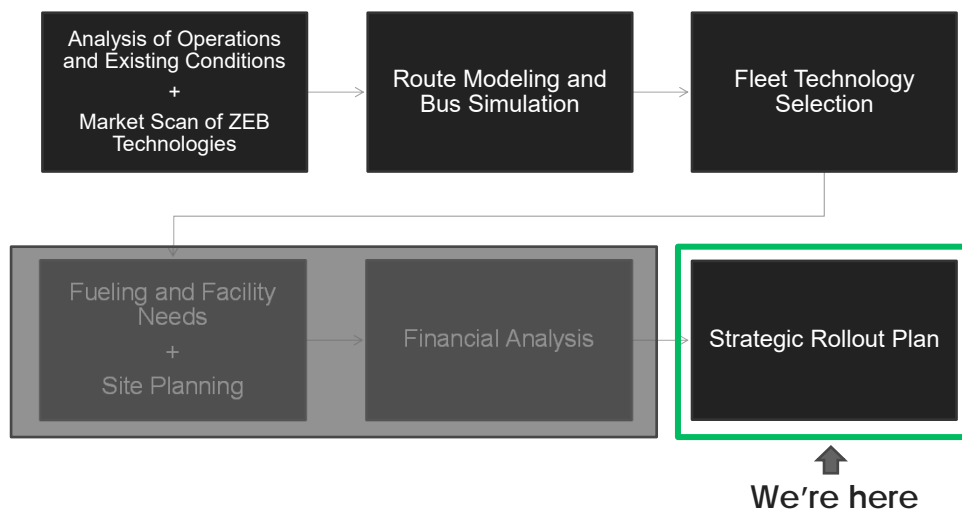 Analysis of Operations
and Existing Conditions
+
Market Scan of ZEB
Technologies
Route Modeling and
Bus Simulation
Fleet Technology
Selection
Fueling and Facility
Needs
+
Site Planning
Financial Analysis
Strategic Rollout Plan
We're here